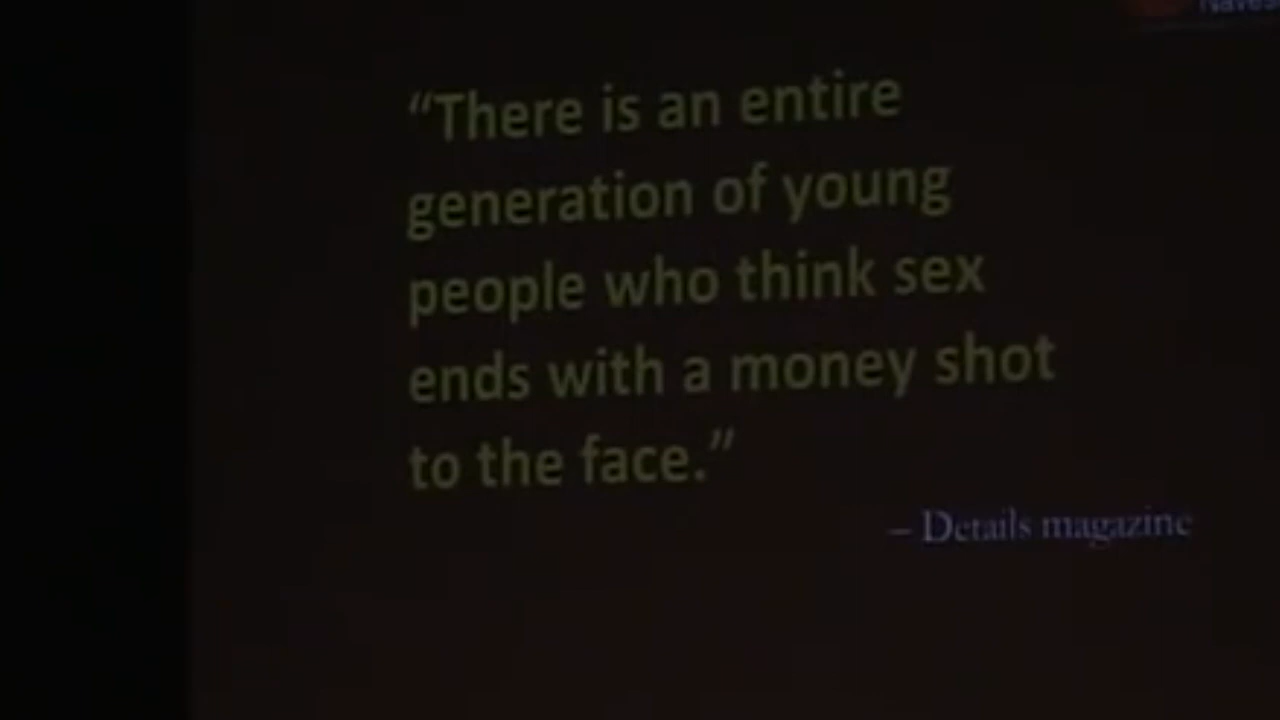 “There is an entire
generation of young
people who think sex
ends with a money shot
to the face.”
– Details magazine